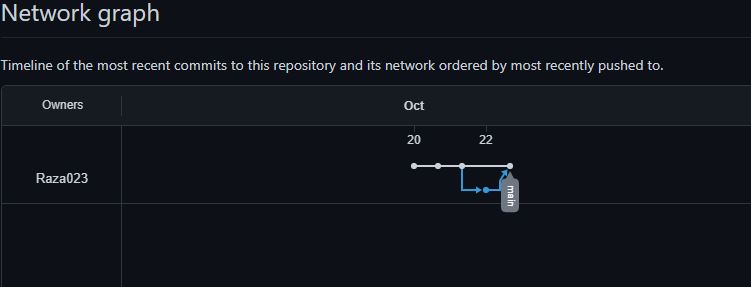 Network graph
Timeline of the most recent commits to this repository and its network ordered by most recently pushed to.
Owners
Oct
20 22
Raza023
main